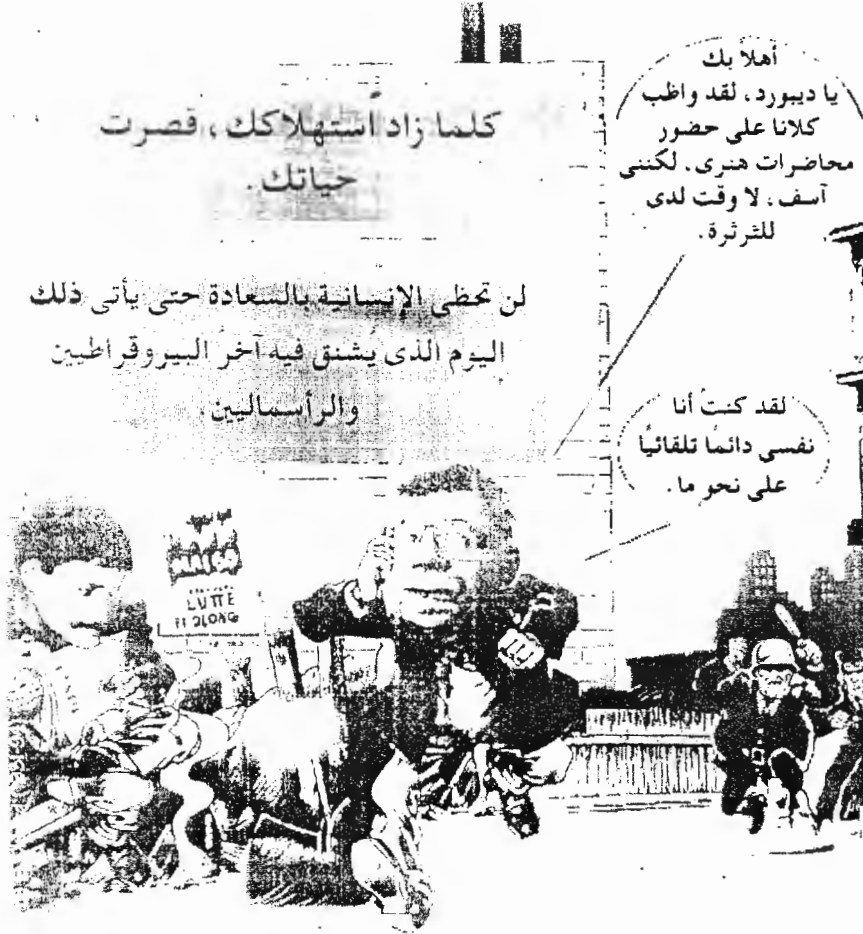 أهلاً بك
يا ديبورد، لقد واظب
كلانا على حضور
محاضرات هنرى. لكننى
آسف، لا وقت لدى
للثرثرة.
كلما زاد اُستهلاكك، قصرت
حياتك.
لن تحظى الإنسانية بالسعادة حتى يأتى ذلك
اليوم الذى يُشنق فيه آخرُ البيروقراطيين
والرأسماليين.
لقد كنتُ أنا
نفسى دائمًا تلقائيًا
على نحو ما.
LUTTE